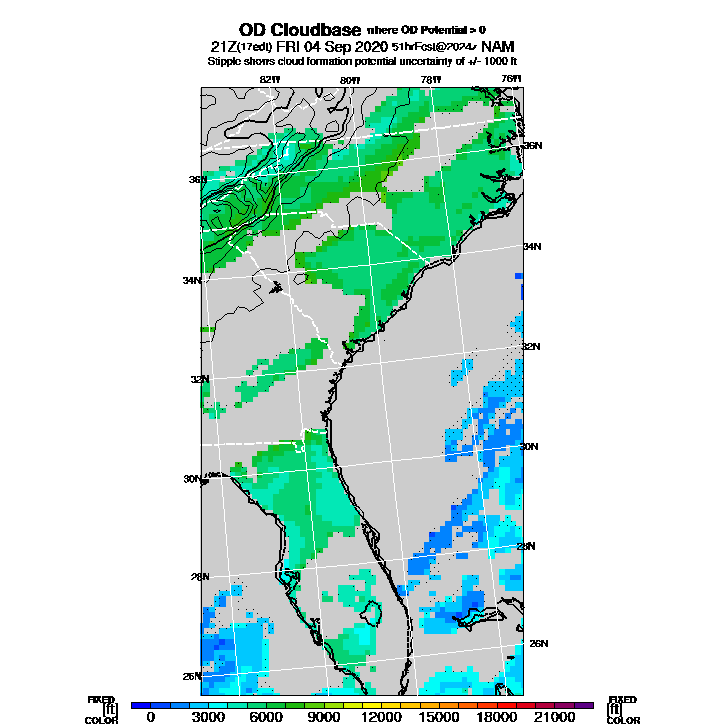 OD Cloudbase where OD Potential > 0
21Z(17edt) FRI 04 Sep 2020 51hrFcst@2024z NAM
Stipple shows cloud formation potential uncertainty of +/- 1000 ft
82W 80W 78W 76W
36N
36N
34N
34N
32N
32N
30N
30N
28N
28N
26N
26N
FIXED FIXED
[ft] [ft]
COLOR 0 3000 6000 9000 12000 15000 18000 21000 COLOR